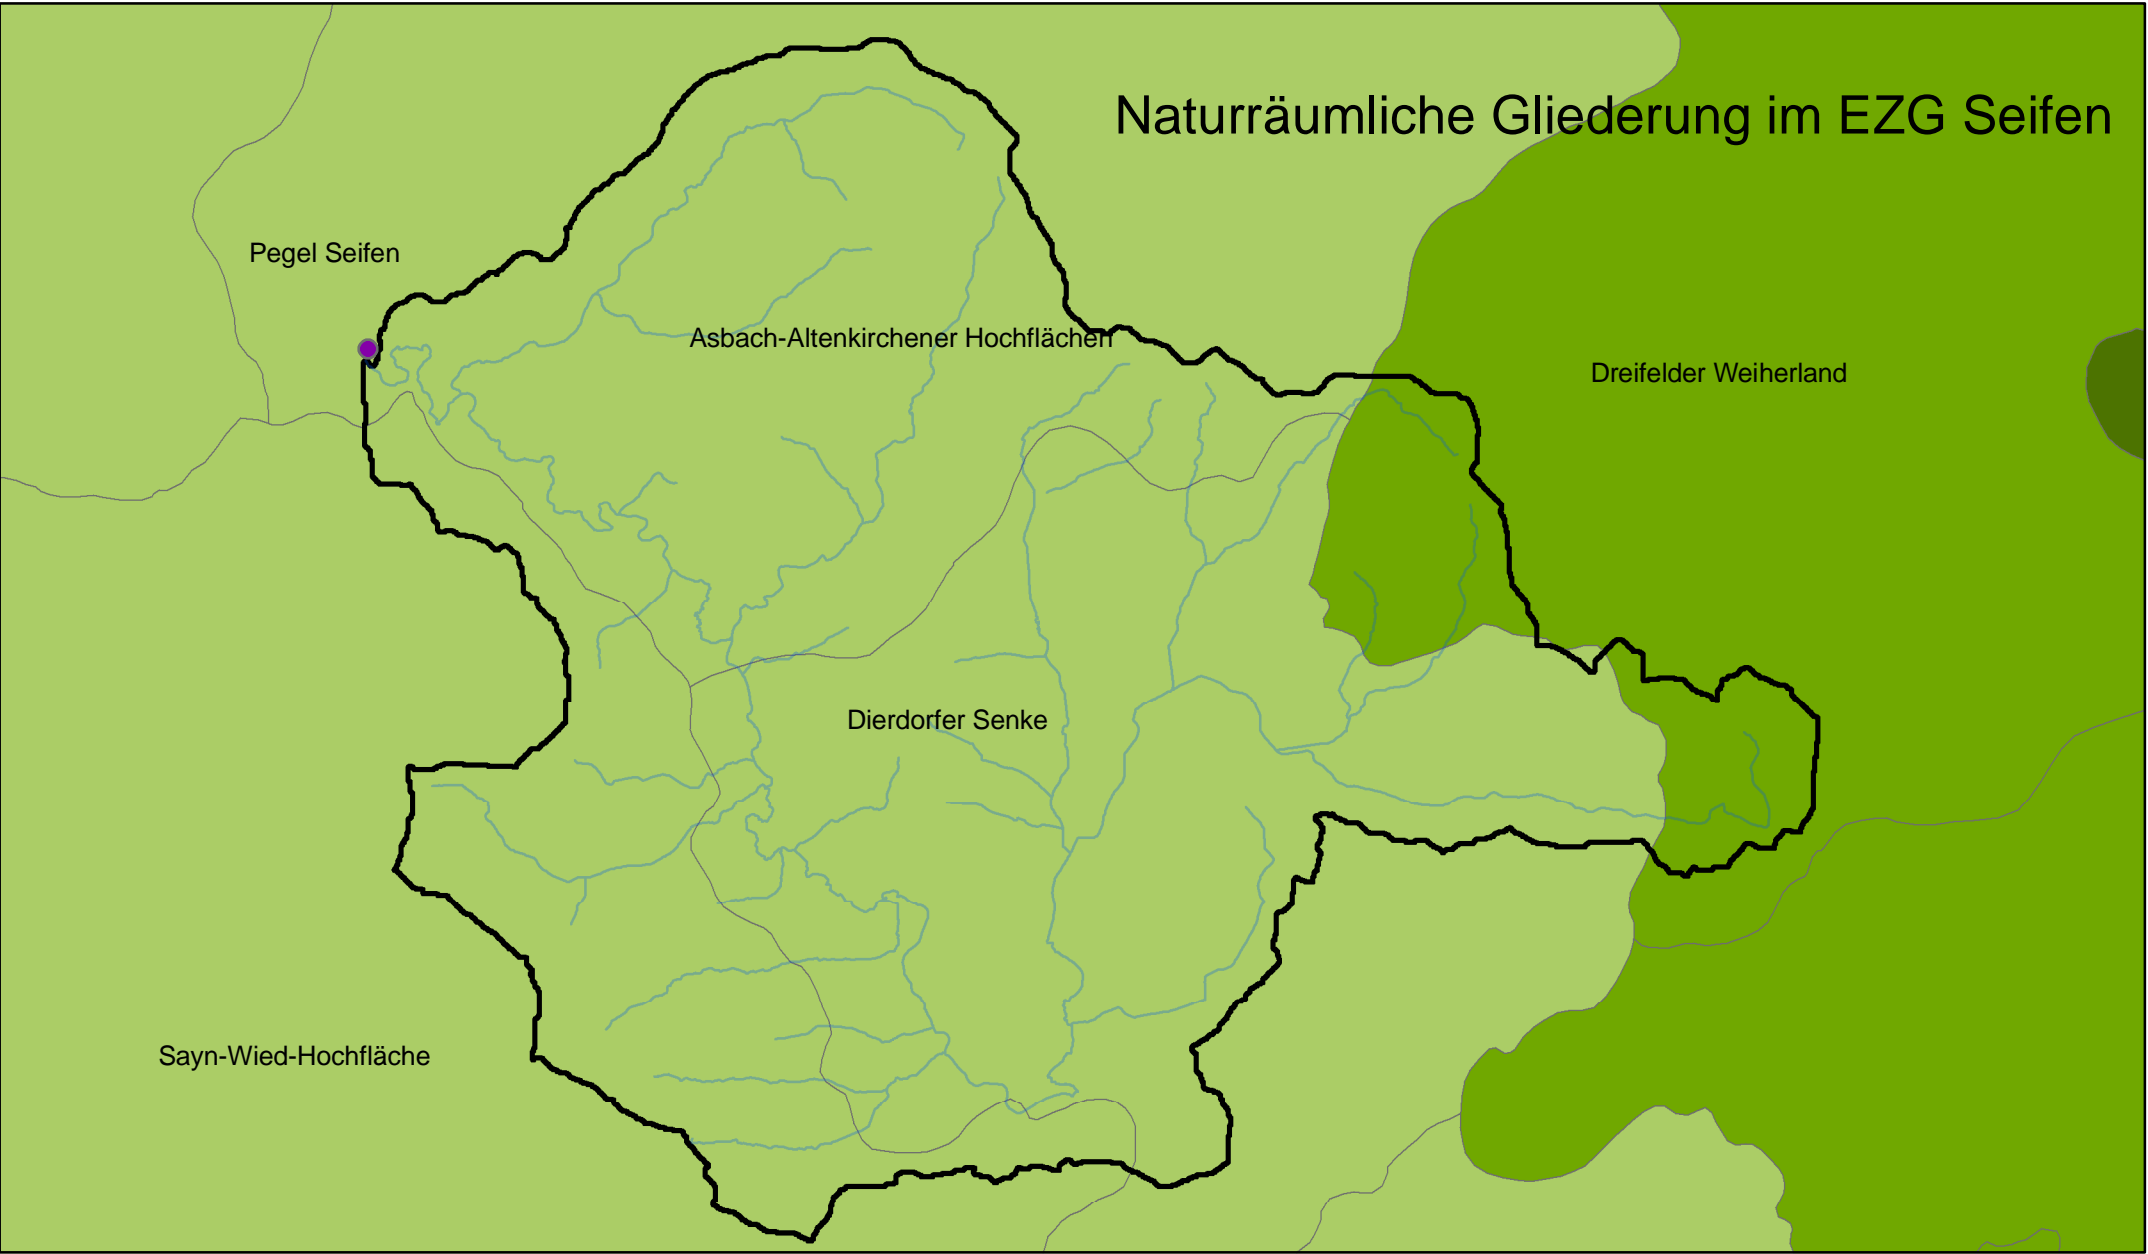 Naturräumliche Gliederung im EZG Seifen
Pegel Seifen
Asbach-Altenkirchener Hochflächen
Dreifelder Weiherland
Dierdorfer Senke
Sayn-Wied-Hochfläche